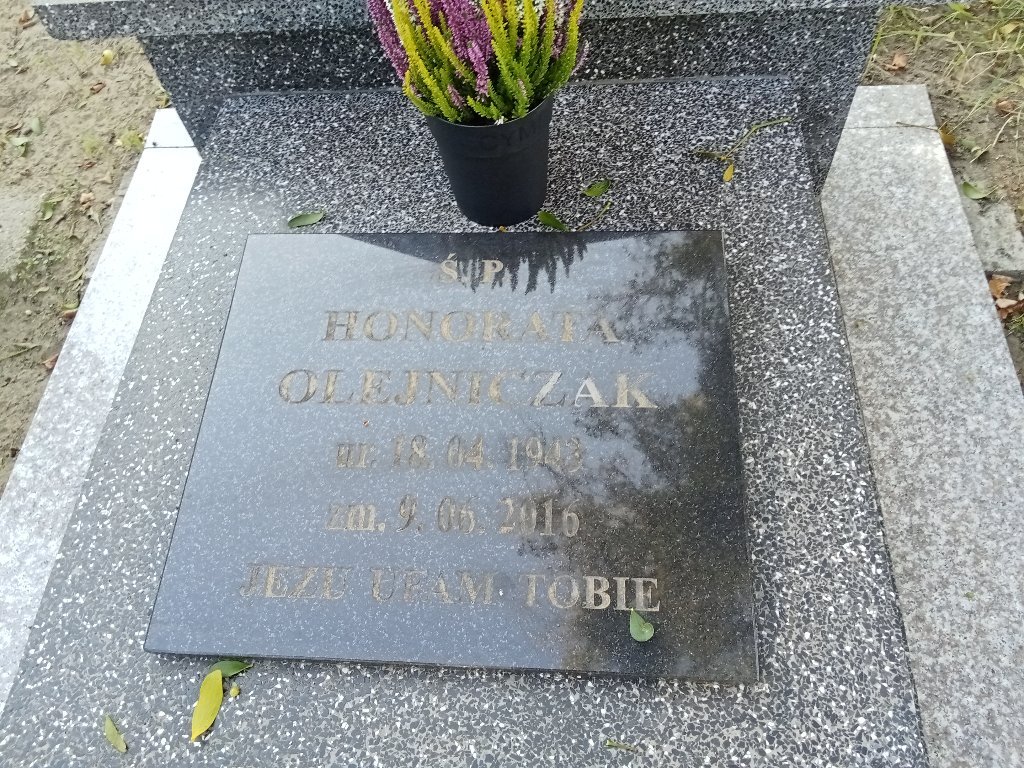 Ś. P.
HONORATA
OLEJNICZAK
ur. 18. 04. 1943
zm. 9. 06. 2016
JEZU UFAM TOBIE